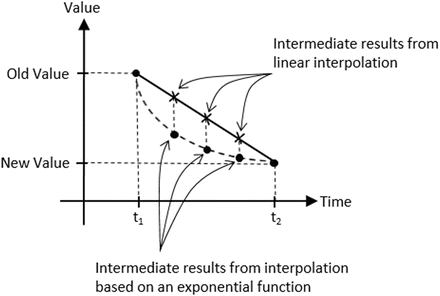 Value
Intermediate results from
linear interpolation
Old Value
New Value
Time
t1
t2
Intermediate results from interpolation
based on an exponential function